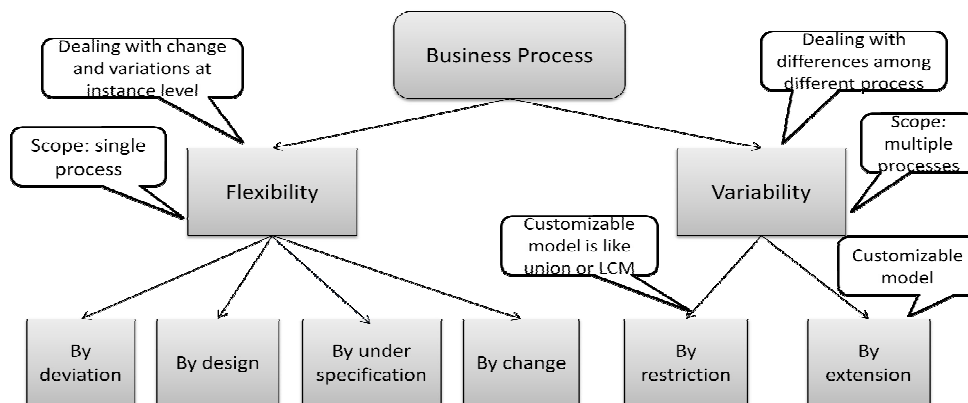 Business Process
Dealing with change
and variations at
instance level
Dealing with
differences among
different process
Scope: single
process
Scope:
multiple
processes
Flexibility
Variability
Customizable
model is like
union or LCM
Customizable
model
By
deviation
By design
By under
specification
By change
By
restriction
By
extension